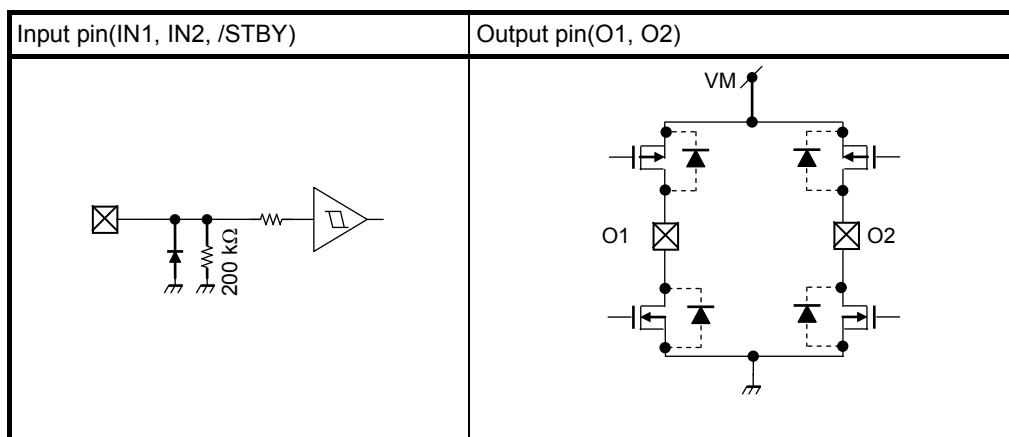 Input pin(IN1, IN2, /STBY)
Output pin(O1, O2)
VM
200 kΩ
O1
O2